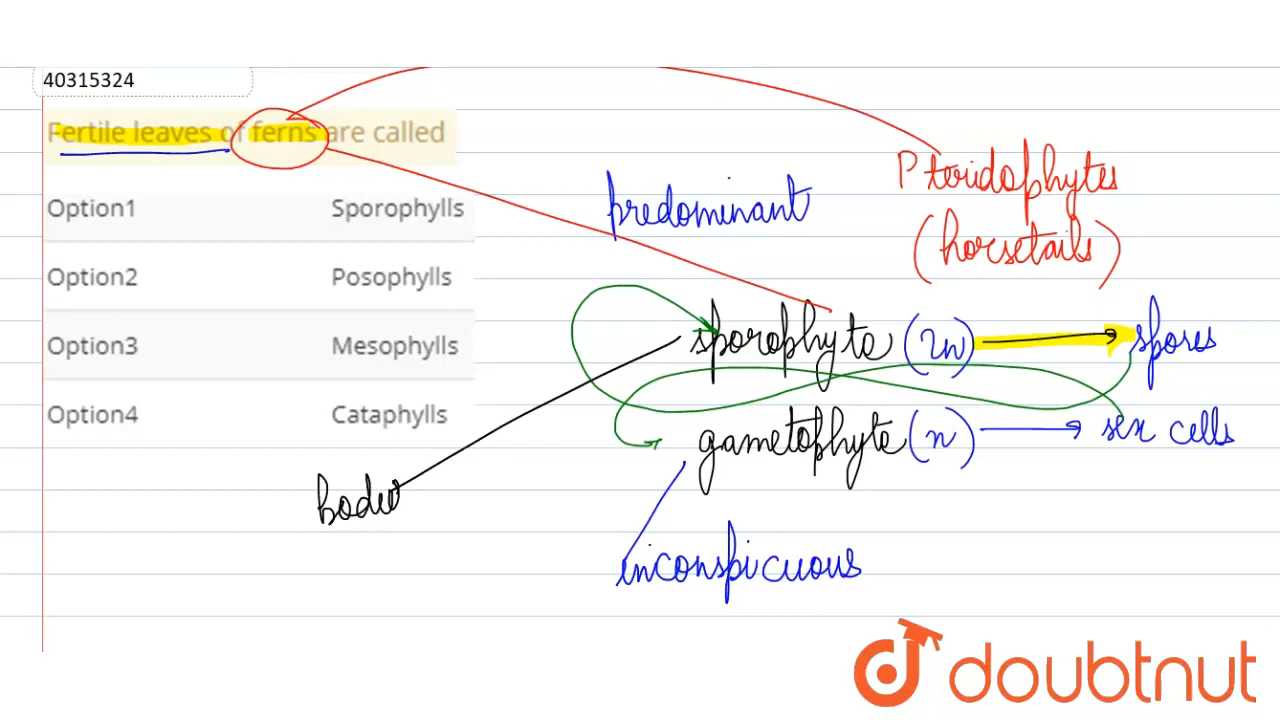 40315324
Fertile leaves of ferns are called
Option1 Sporophylls
Option2 Posophylls
Option3 Mesophylls
Option4 Cataphylls
predominant
Pteridophytes
(horsetails)
sporophyte (2n) → spores
gametophyte (n) → sex cells
inconspicuous
doubtnut